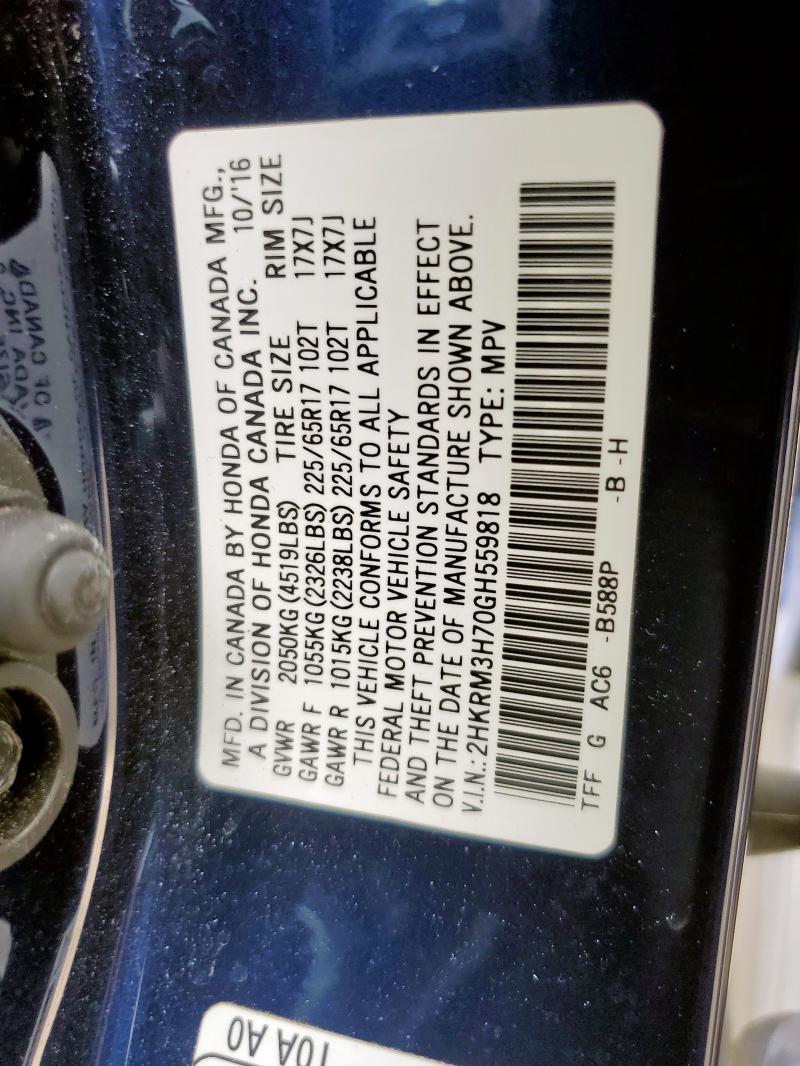 MFD. IN CANADA BY HONDA OF CANADA MFG.,
A DIVISION OF HONDA CANADA INC. 10/'16
GVWR 2050KG(4519LBS) TIRE SIZE RIM SIZE
GAWR F 1055KG(2326LBS) 225/65R17 102T 17X7J
GAWR R 1015KG(2238LBS) 225/65R17 102T 17X7J
THIS VEHICLE CONFORMS TO ALL APPLICABLE
FEDERAL MOTOR VEHICLE SAFETY
AND THEFT PREVENTION STANDARDS IN EFFECT
ON THE DATE OF MANUFACTURE SHOWN ABOVE.
V.I.N.:2HKRM3H70GH559818 TYPE: MPV
TFF G AC6 -B588P -B -H
10A A0